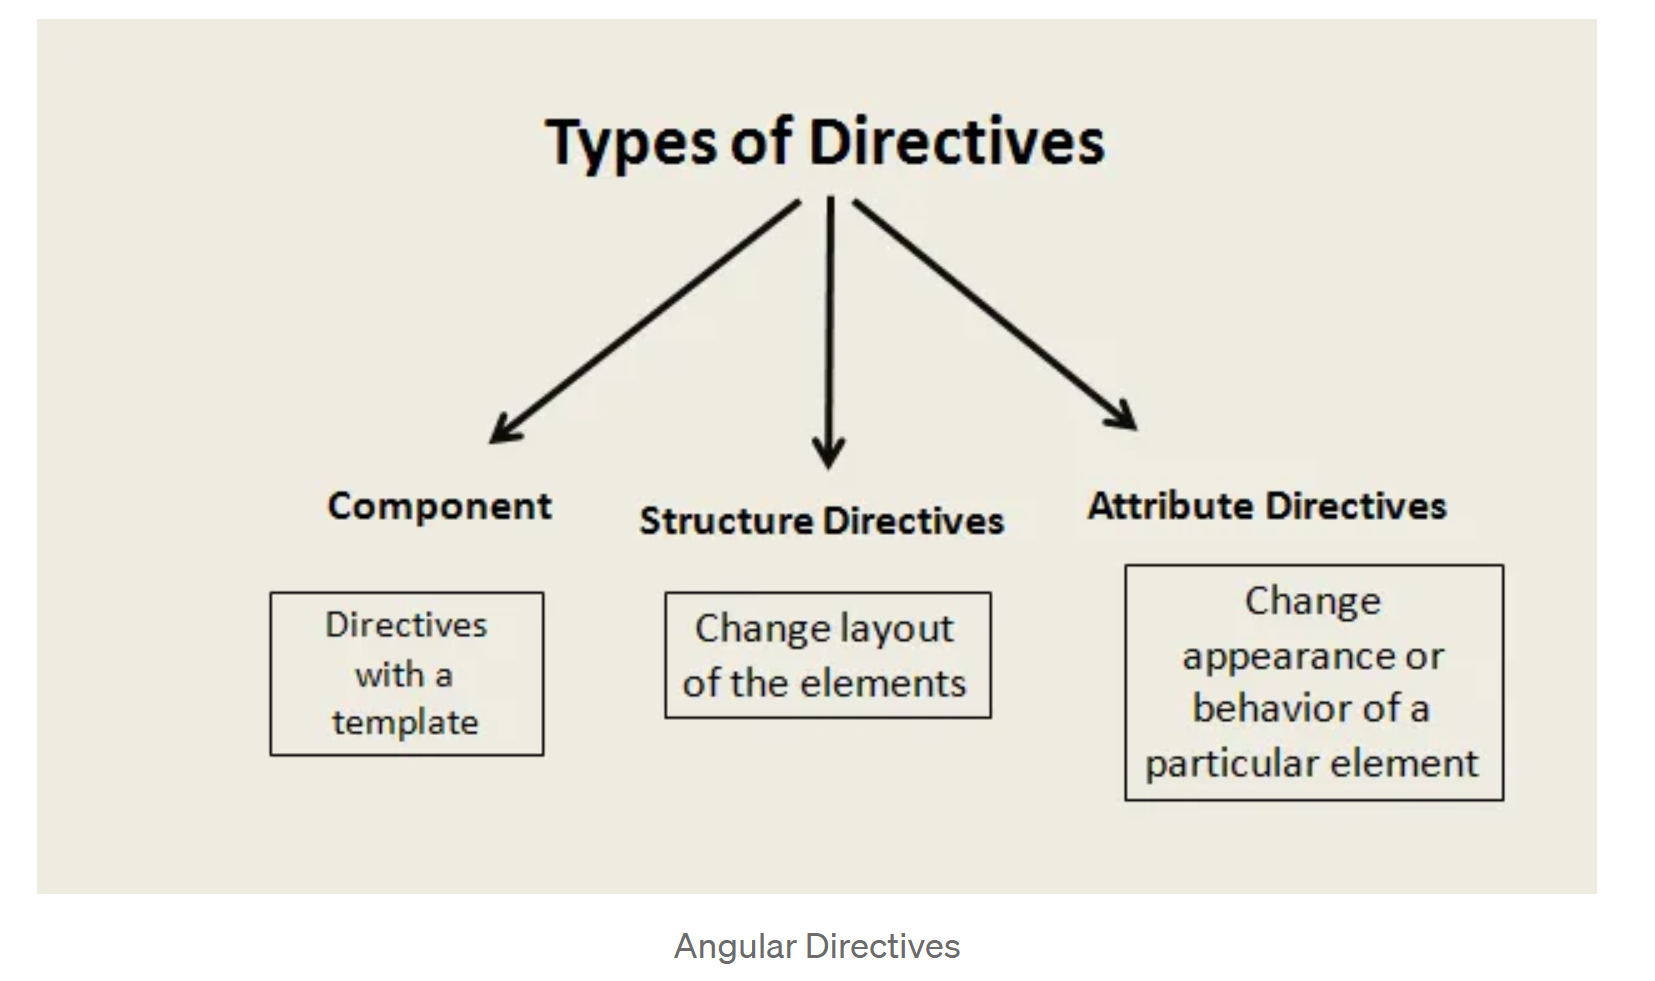 Types of Directives
Component
Structure Directives
Attribute Directives
Directives
with a
template
Change layout
of the elements
Change
appearance or
behavior of a
particular element
Angular Directives